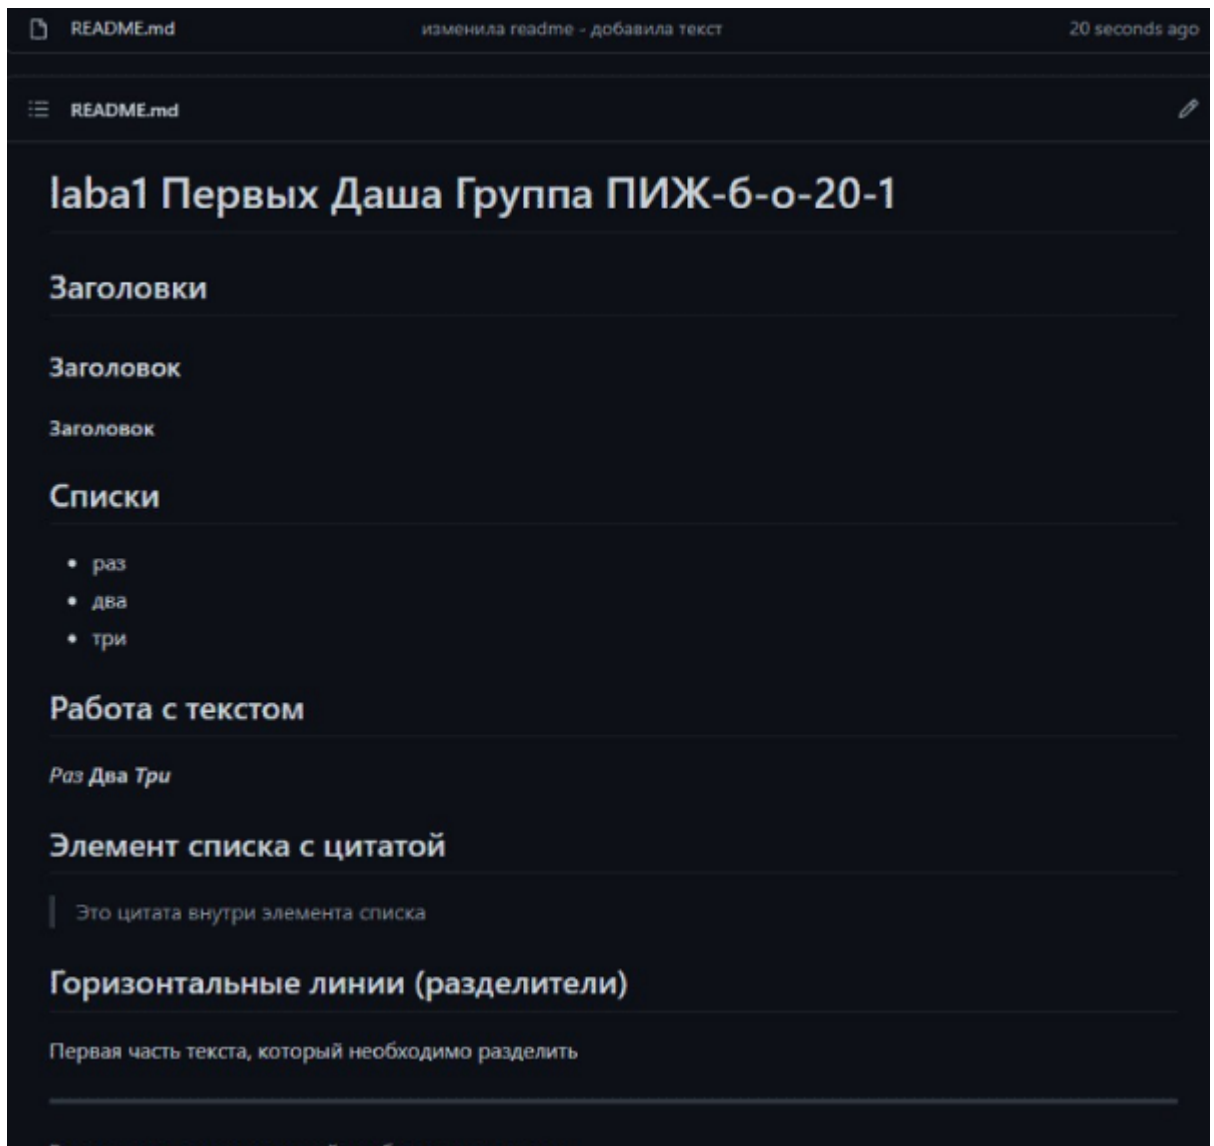 README.md изменила readme - добавила текст 20 seconds ago
README.md
laba1 Первых Даша Группа ПИЖ-б-о-20-1
Заголовки
Заголовок
Заголовок
Списки
• раз
• два
• три
Работа с текстом
Раз Два Три
Элемент списка с цитатой
Это цитата внутри элемента списка
Горизонтальные линии (разделители)
Первая часть текста, который необходимо разделить